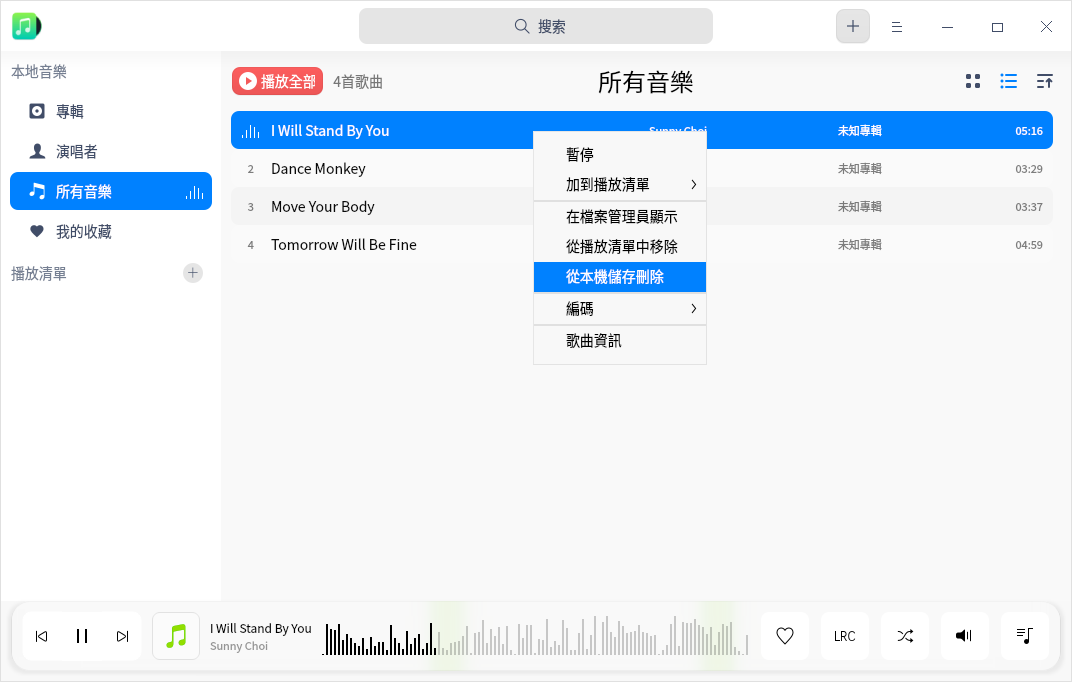 搜索
本地音樂
專輯
演唱者
所有音樂
我的收藏
播放清單
播放全部
4首歌曲
所有音樂
I Will Stand By You
Sunny Choi
未知專輯
05:16
2
Dance Monkey
未知專輯
03:29
3
Move Your Body
未知專輯
03:37
4
Tomorrow Will Be Fine
未知專輯
04:59
暫停
加到播放清單
在檔案管理員顯示
從播放清單中移除
從本機儲存刪除
編碼
歌曲資訊
I Will Stand By You
Sunny Choi
LRC